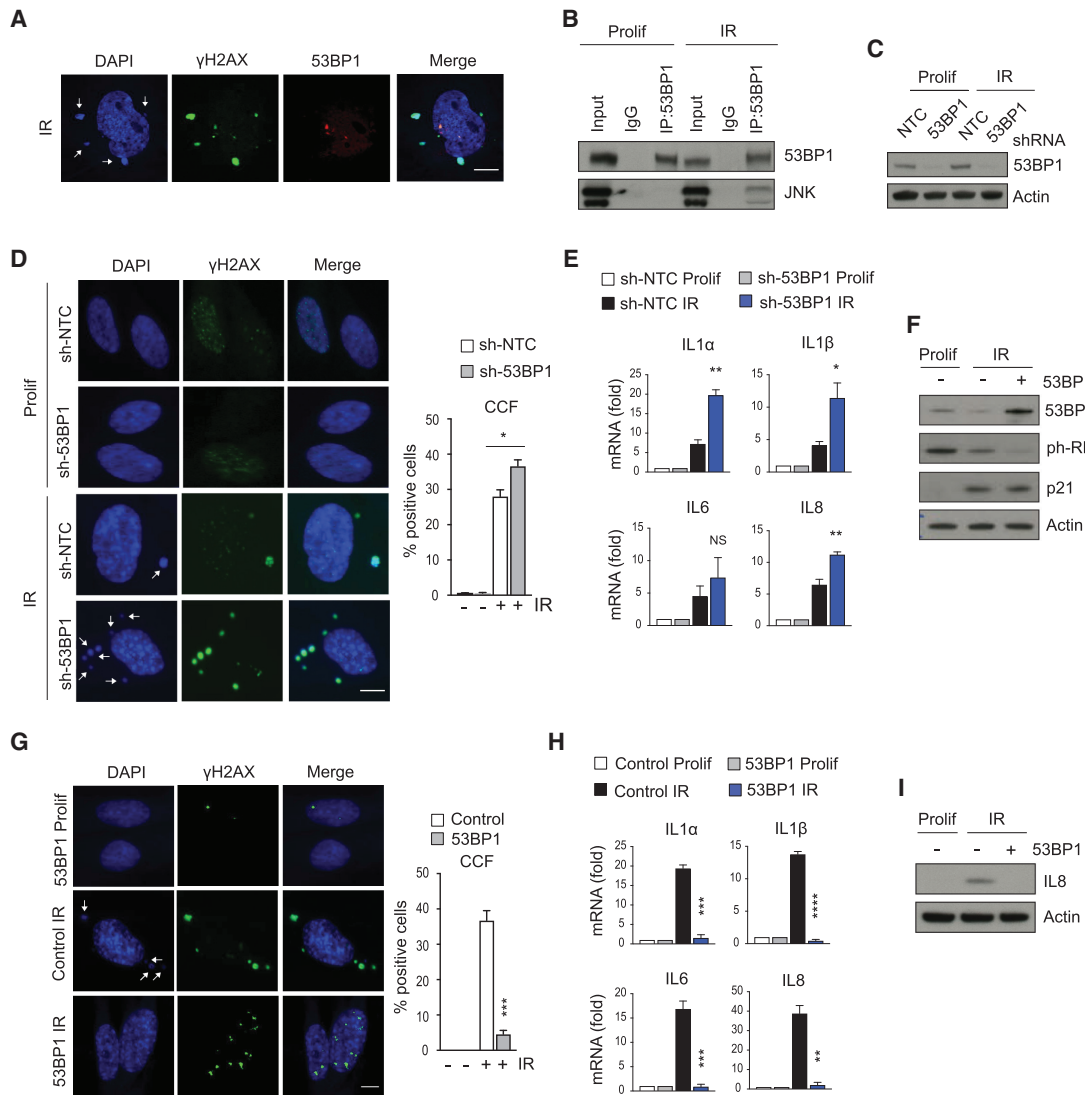 A
DAPI γH2AX 53BP1 Merge
IR
B
Prolif IR
Input IgG IP:53BP1 Input IgG IP:53BP1
53BP1
JNK
C
Prolif IR
NTC 53BP1 NTC 53BP1
shRNA
53BP1
Actin
D
DAPI γH2AX Merge
Prolif
sh-NTC
sh-53BP1
IR
sh-NTC
sh-53BP1
sh-NTC
sh-53BP1
CCF
*
% positive cells
50
40
30
20
10
0
- - + + IR
E
sh-NTC Prolif sh-53BP1 Prolif
sh-NTC IR sh-53BP1 IR
IL1α IL1β
mRNA (fold)
25
20
15
10
5
0
**
15
10
5
0
*
IL6 IL8
mRNA (fold)
20
15
10
5
0
NS
15
10
5
0
**
F
Prolif IR
- - + 53BP
53BP
ph-RI
p21
Actin
G
DAPI γH2AX Merge
53BP1 Prolif
Control IR
53BP1 IR
Control
53BP1
CCF
% positive cells
50
40
30
20
10
0
***
- - + + IR
H
Control Prolif 53BP1 Prolif
Control IR 53BP1 IR
IL1α IL1β
mRNA (fold)
25
20
15
10
5
0
***
15
10
5
0
****
IL6 IL8
mRNA (fold)
20
15
10
5
0
***
50
40
30
20
10
0
**
I
Prolif IR
- - + 53BP1
IL8
Actin